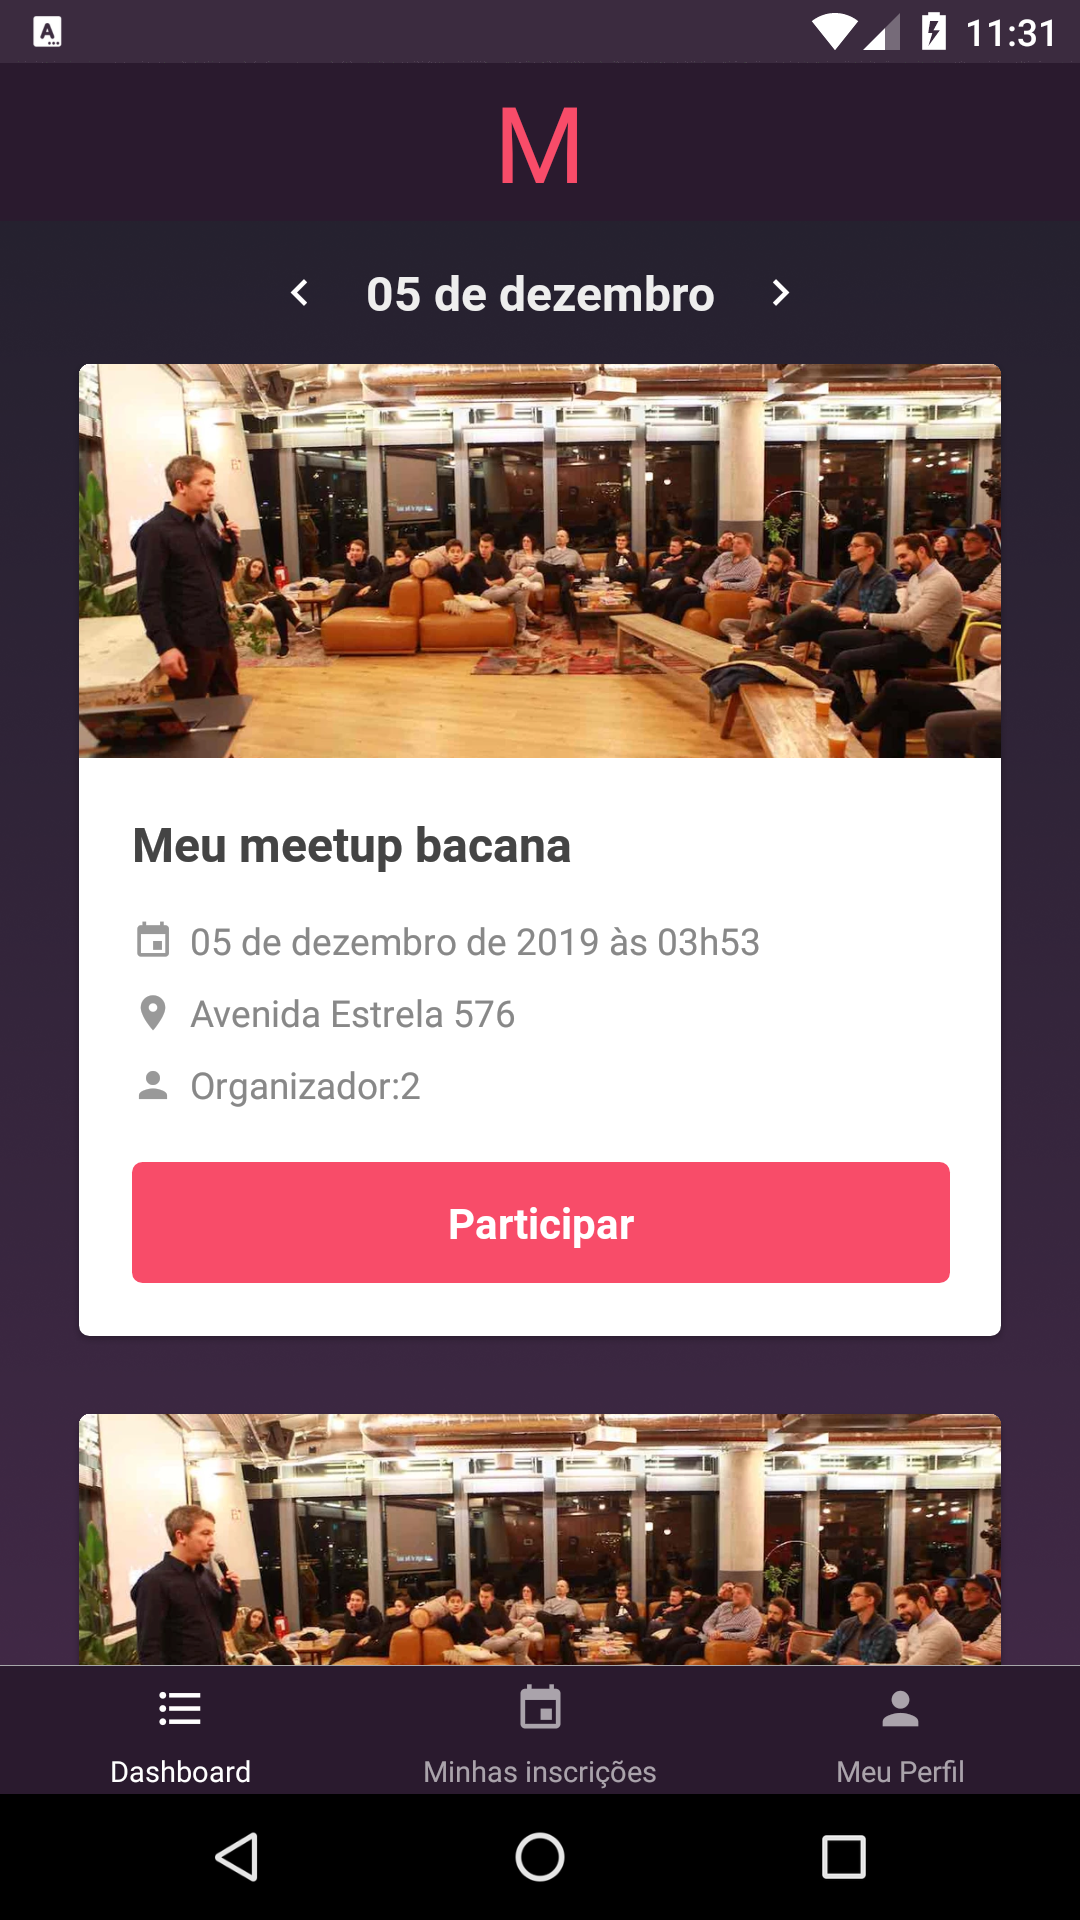 A
11:31
M
05 de dezembro
Meu meetup bacana
05 de dezembro de 2019 às 03h53
Avenida Estrela 576
Organizador:2
Participar
Dashboard
Minhas inscrições
Meu Perfil